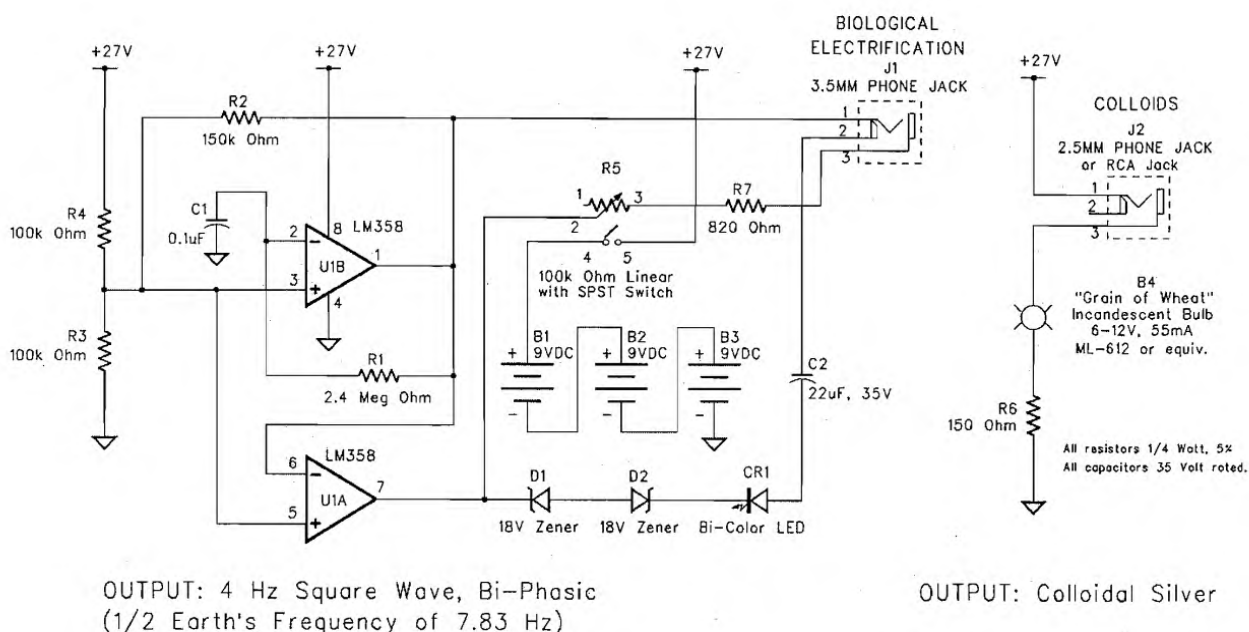 BIOLOGICAL
ELECTRIFICATION
J1
3.5MM PHONE JACK
1
2
3
+27V
+27V
+27V
+27V
R2
150k Ohm
COLLOIDS
J2
2.5MM PHONE JACK
or RCA Jack
1
2
3
R4
100k Ohm
C1
0.1uF
8
LM358
2
-
U1B
1
3
+
4
R5
1
3
2
4
5
100k Ohm Linear
with SPST Switch
R7
820 Ohm
R3
100k Ohm
R1
2.4 Meg Ohm
B1
+
9VDC
-
B2
+
9VDC
-
B3
+
9VDC
-
C2
22uF, 35V
B4
"Grain of Wheat"
Incandescent Bulb
6-12V, 55mA
ML-612 or equiv.
R6
150 Ohm
All resistors 1/4 Watt, 5%
All capacitors 35 Volt rated.
LM358
6
-
U1A
7
5
+
D1
18V Zener
D2
18V Zener
CR1
Bi-Color LED
OUTPUT: 4 Hz Square Wave, Bi-Phasic
(1/2 Earth's Frequency of 7.83 Hz)
OUTPUT: Colloidal Silver